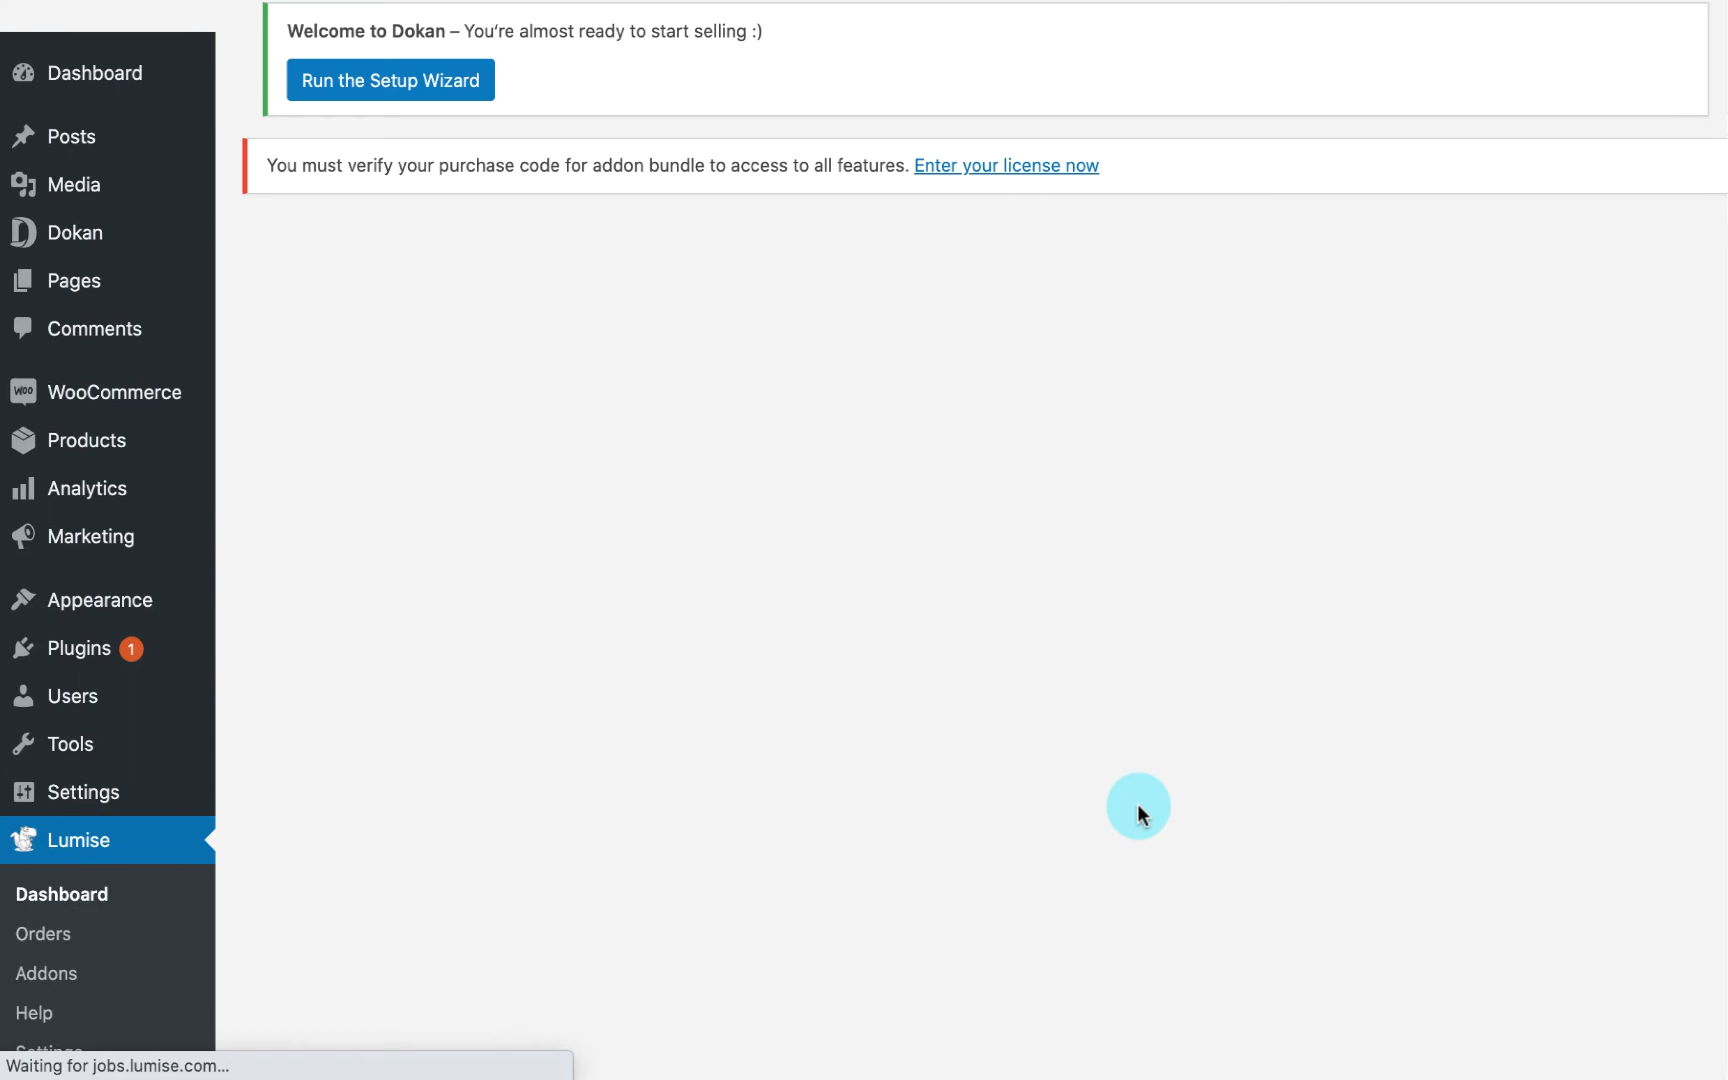 Welcome to Dokan – You're almost ready to start selling :)
Run the Setup Wizard
You must verify your purchase code for addon bundle to access to all features. Enter your license now
Dashboard
Posts
Media
Dokan
Pages
Comments
WOO WooCommerce
Products
Analytics
Marketing
Appearance
Plugins 1
Users
Tools
Settings
Lumise
Dashboard
Orders
Addons
Help
Settings
Waiting for jobs.lumise.com...